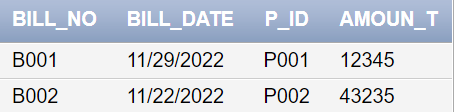 BILL_NO BILL_DATE P_ID AMOUN_T
B001 11/29/2022 P001 12345
B002 11/22/2022 P002 43235